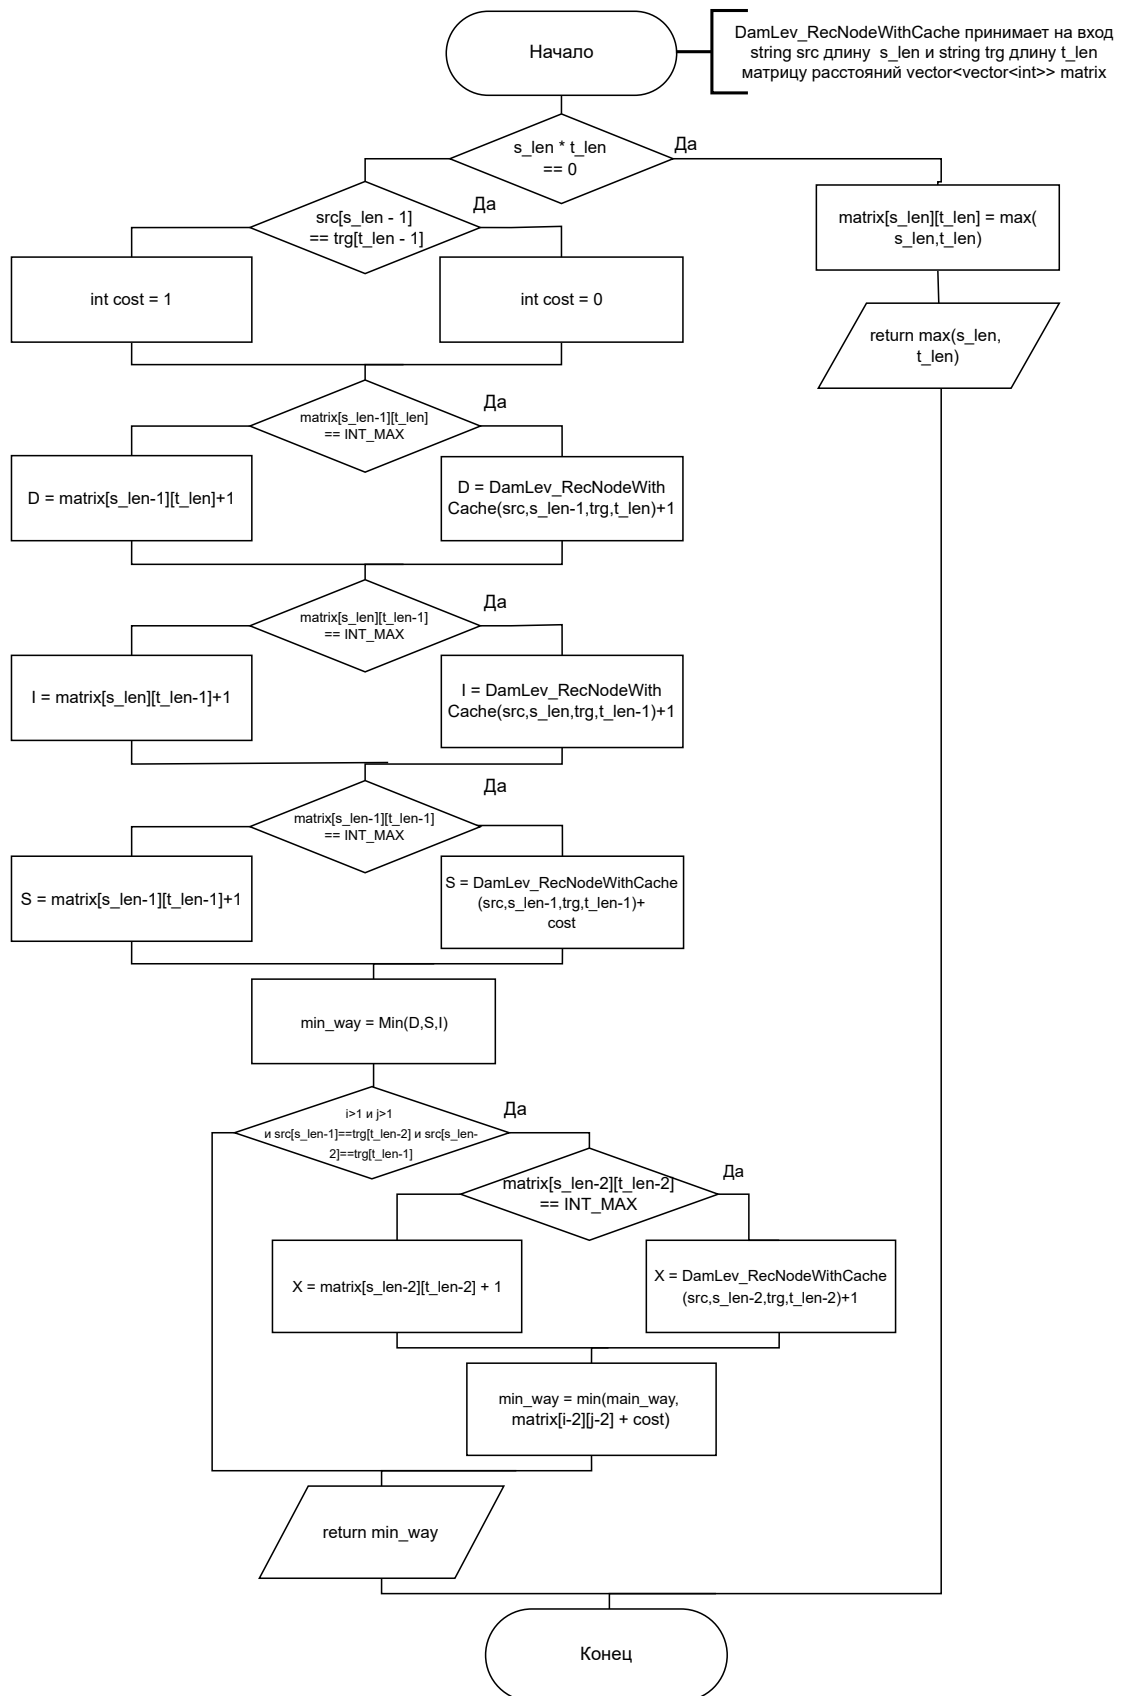 Начало
DamLev_RecNodeWithCache принимает на вход
string src длину s_len и string trg длину t_len
матрицу расстояний vector<vector<int>> matrix
s_len * t_len
== 0
Да
src[s_len - 1]
== trg[t_len - 1]
Да
matrix[s_len][t_len] = max(
s_len,t_len)
int cost = 1
int cost = 0
return max(s_len,
t_len)
matrix[s_len-1][t_len]
== INT_MAX
Да
D = matrix[s_len-1][t_len]+1
D = DamLev_RecNodeWith
Cache(src,s_len-1,trg,t_len)+1
matrix[s_len][t_len-1]
== INT_MAX
Да
I = matrix[s_len][t_len-1]+1
I = DamLev_RecNodeWith
Cache(src,s_len,trg,t_len-1)+1
matrix[s_len-1][t_len-1]
== INT_MAX
Да
S = matrix[s_len-1][t_len-1]+1
S = DamLev_RecNodeWithCache
(src,s_len-1,trg,t_len-1)+
cost
min_way = Min(D,S,I)
i>1 и j>1
и src[s_len-1]==trg[t_len-2] и src[s_len-
2]==trg[t_len-1]
Да
matrix[s_len-2][t_len-2]
== INT_MAX
Да
X = matrix[s_len-2][t_len-2] + 1
X = DamLev_RecNodeWithCache
(src,s_len-2,trg,t_len-2)+1
min_way = min(main_way,
matrix[i-2][j-2] + cost)
return min_way
Конец